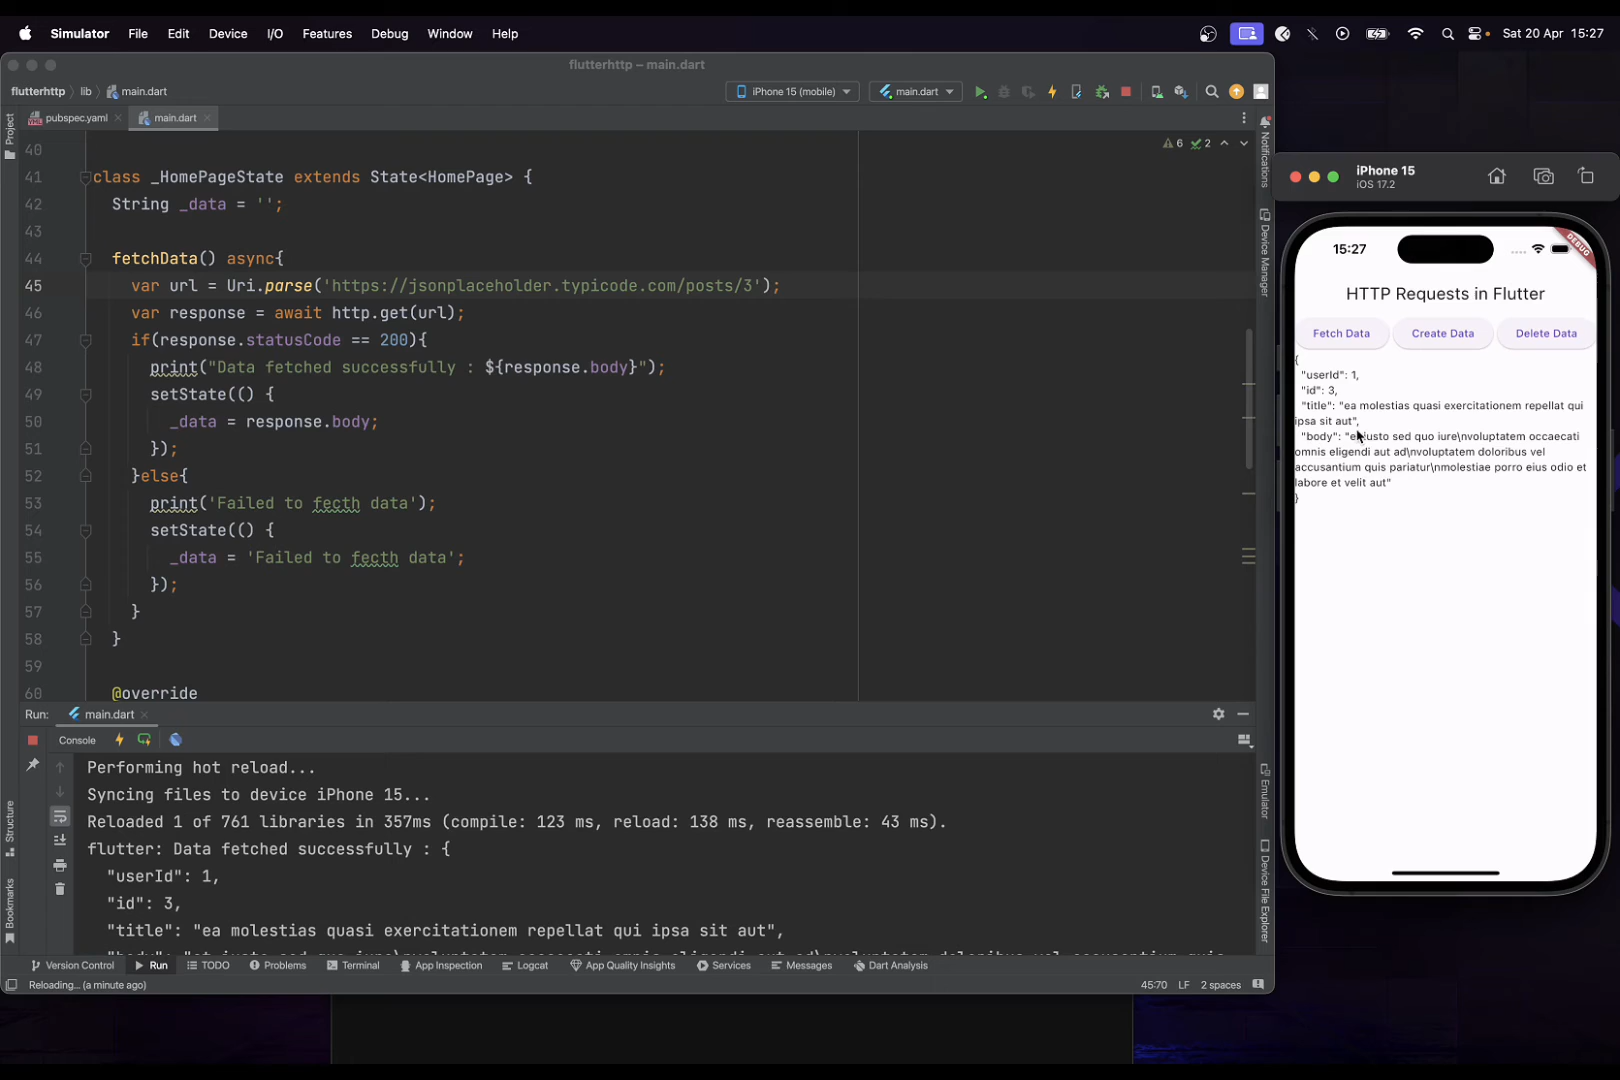 Simulator File Edit Device I/O Features Debug Window Help
Sat 20 Apr 15:27
flutterhttp – main.dart
flutterhttp lib main.dart
iPhone 15 (mobile) main.dart
pubspec.yaml main.dart
6 2
40
41 class _HomePageState extends State<HomePage> {
42 String _data = '';
43
44 fetchData() async{
45 var url = Uri.parse('https://jsonplaceholder.typicode.com/posts/3');
46 var response = await http.get(url);
47 if(response.statusCode == 200){
48 print("Data fetched successfully : ${response.body}");
49 setState(() {
50 _data = response.body;
51 });
52 }else{
53 print('Failed to fecth data');
54 setState(() {
55 _data = 'Failed to fecth data';
56 });
57 }
58 }
59
60 @override
Project
Structure
Bookmarks
Notifications
Device Manager
Emulator
Device File Explorer
Run: main.dart
Console
Performing hot reload...
Syncing files to device iPhone 15...
Reloaded 1 of 761 libraries in 357ms (compile: 123 ms, reload: 138 ms, reassemble: 43 ms).
flutter: Data fetched successfully : {
"userId": 1,
"id": 3,
"title": "ea molestias quasi exercitationem repellat qui ipsa sit aut",
Version Control Run TODO Problems Terminal App Inspection Logcat App Quality Insights Services Messages Dart Analysis
Reloading... (a minute ago)
45:70 LF 2 spaces
iPhone 15
iOS 17.2
15:27
DEBUG
HTTP Requests in Flutter
Fetch Data Create Data Delete Data
{
"userId": 1,
"id": 3,
"title": "ea molestias quasi exercitationem repellat qui
ipsa sit aut",
"body": "et iusto sed quo iure\nvoluptatem occaecati
omnis eligendi aut ad\nvoluptatem doloribus vel
accusantium quis pariatur\nmolestiae porro eius odio et
labore et velit aut"
}